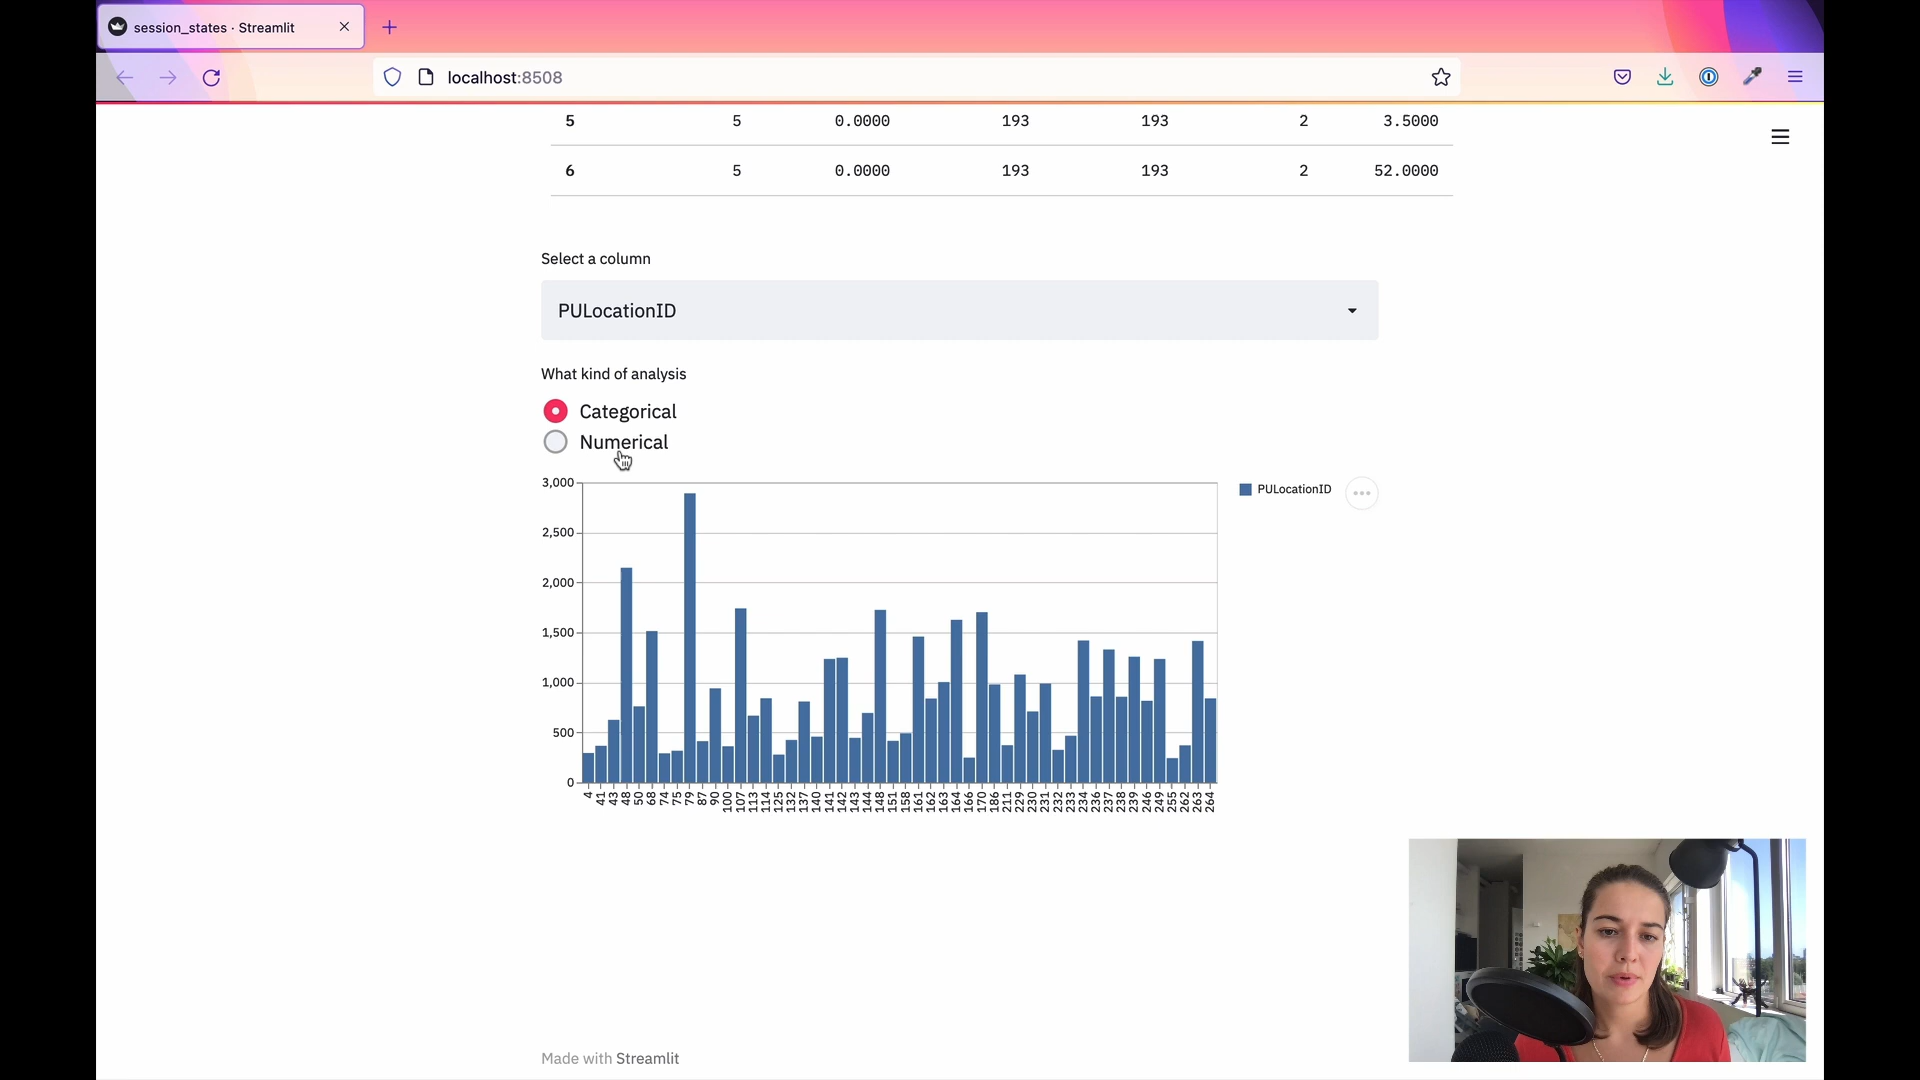 session_states · Streamlit
localhost:8508
5 5 0.0000 193 193 2 3.5000
6 5 0.0000 193 193 2 52.0000
Select a column
PULocationID
What kind of analysis
Categorical
Numerical
PULocationID
3,000
2,500
2,000
1,500
1,000
500
0
4 41 43 48 50 68 74 75 79 87 90 100 107 113 114 125 132 137 140 141 142 143 144 148 151 158 161 162 163 164 166 170 186 211 229 230 231 232 233 234 236 237 238 239 246 249 255 262 263 264
Made with Streamlit